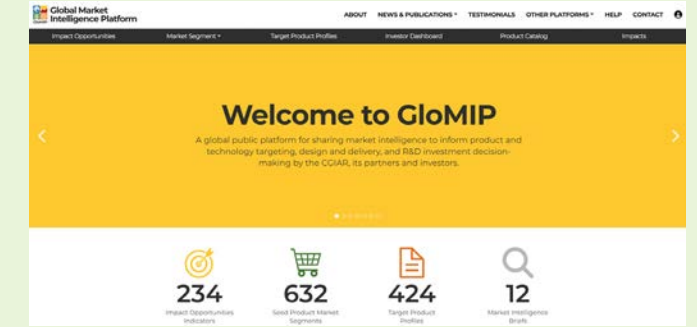 Global Market
Intelligence Platform
ABOUT NEWS & PUBLICATIONS TESTIMONIALS OTHER PLATFORMS HELP CONTACT
Impact Opportunities Market Segment Target Product Profiles Investor Dashboard Product Catalog Impacts
Welcome to GloMIP
A global public platform for sharing market intelligence to inform product and
technology targeting, design and delivery, and R&D investment decision-
making by the CGIAR, its partners and investors.
234 632 424 12
Impact Opportunities Seed Product Market Target Product Market Intelligence
Indicators Segments Profiles Briefs